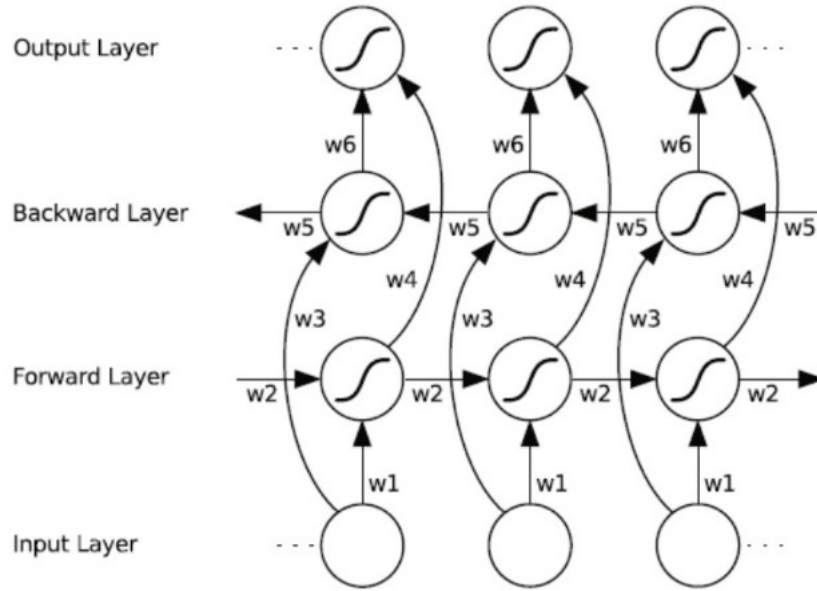 Output Layer
w6 w6 w6
Backward Layer
w5 w5 w5 w5
w4 w4 w4
w3 w3 w3
Forward Layer
w2 w2 w2 w2
w1 w1 w1
Input Layer